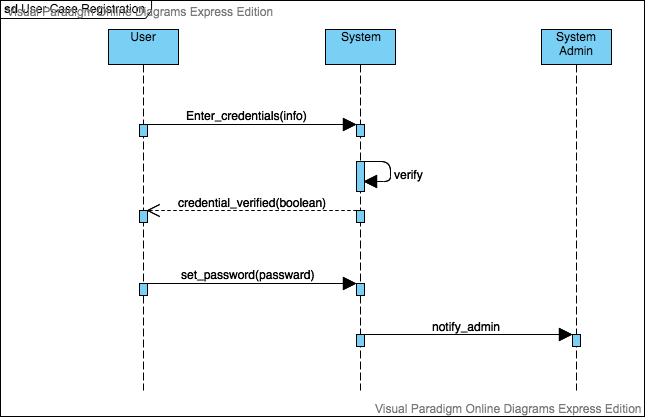 sd User Case Registration
Visual Paradigm Online Diagrams Express Edition
User
System
System
Admin
Enter_credentials(info)
verify
credential_verified(boolean)
set_password(passward)
notify_admin
Visual Paradigm Online Diagrams Express Edition